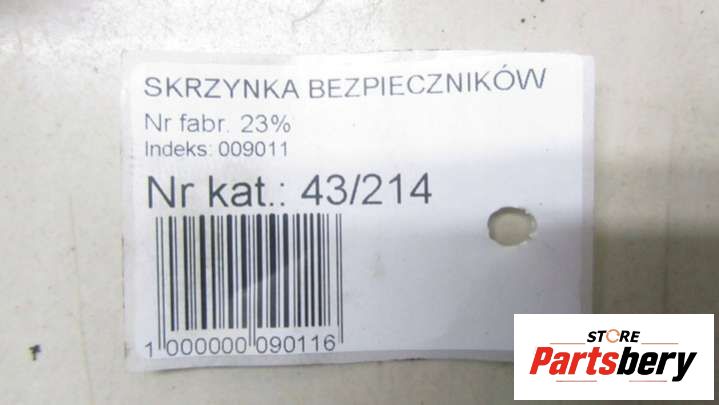 SKRZYNKA BEZPIECZNIKÓW
Nr fabr. 23%
Indeks: 009011
Nr kat.: 43/214
1 000000 090116
STORE
Partsbery